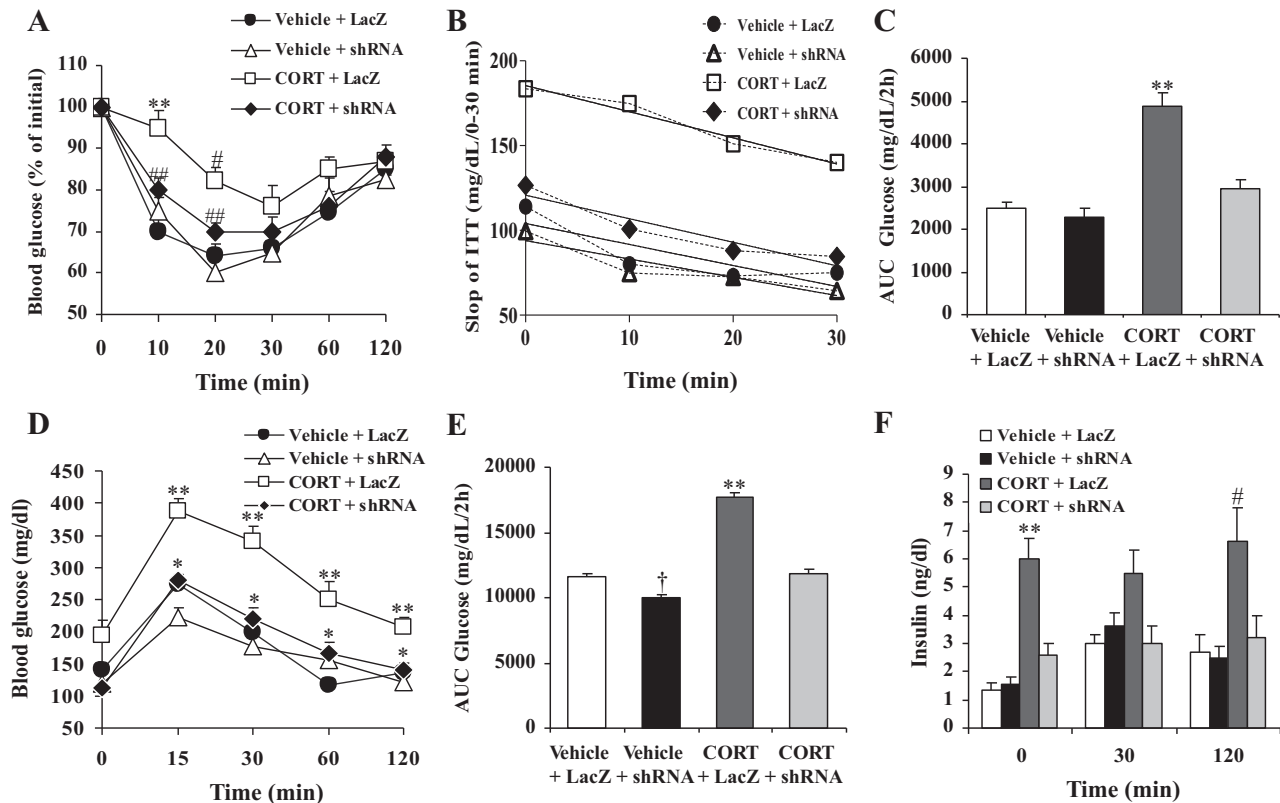 A
Vehicle + LacZ
Vehicle + shRNA
CORT + LacZ
CORT + shRNA
Blood glucose (% of initial)
110
100
90
80
70
60
50
**
#
##
##
0 10 20 30 60 120
Time (min)
B
Vehicle + LacZ
Vehicle + shRNA
CORT + LacZ
CORT + shRNA
Slop of ITT (mg/dL/0-30 min)
200
150
100
50
0 10 20 30
Time (min)
C
AUC Glucose (mg/dL/2h)
6000
5000
4000
3000
2000
1000
0
**
Vehicle Vehicle CORT CORT
+ LacZ + shRNA + LacZ + shRNA
D
Vehicle + LacZ
Vehicle + shRNA
CORT + LacZ
CORT + shRNA
Blood glucose (mg/dl)
450
400
350
300
250
200
150
100
50
**
**
*
**
*
**
*
*
0 15 30 60 120
Time (min)
E
AUC Glucose (mg/dL/2h)
20000
15000
10000
5000
0
**
†
Vehicle Vehicle CORT CORT
+ LacZ + shRNA + LacZ + shRNA
F
Vehicle + LacZ
Vehicle + shRNA
CORT + LacZ
CORT + shRNA
Insulin (ng/dl)
9
8
7
6
5
4
3
2
1
0
**
#
0 30 120
Time (min)